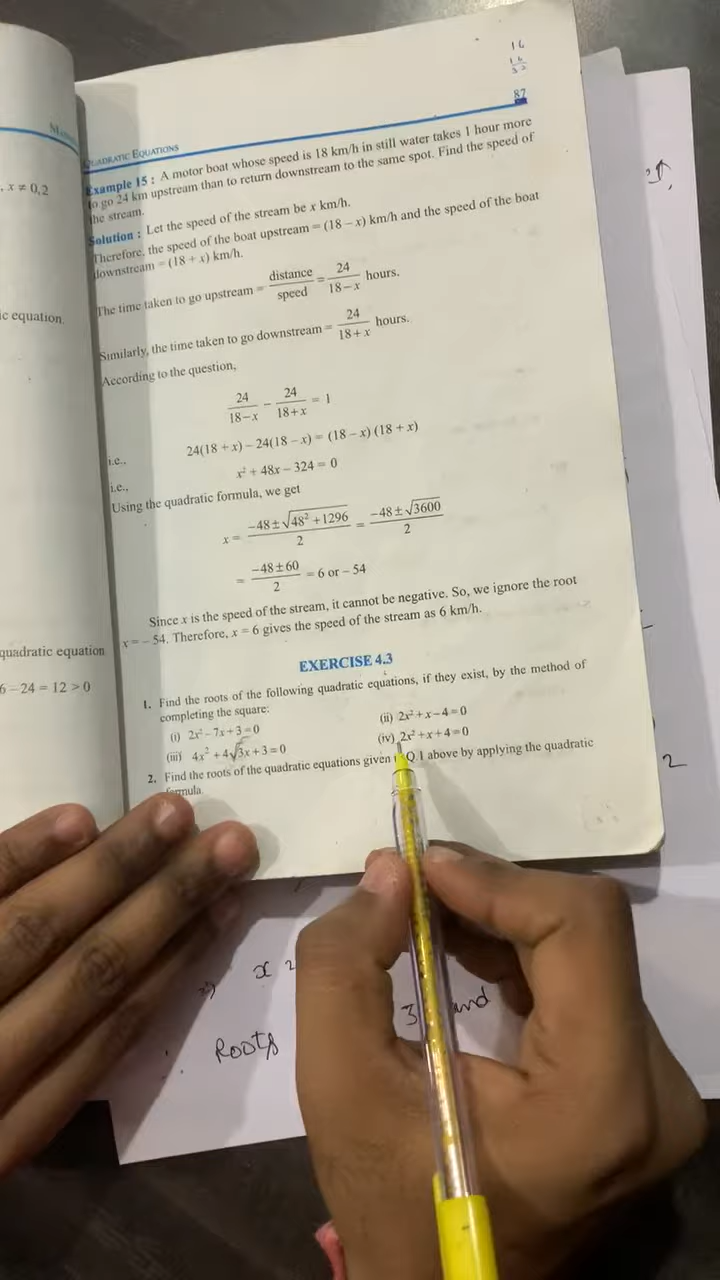 16
16
32
87
QUADRATIC EQUATIONS
Example 15 : A motor boat whose speed is 18 km/h in still water takes 1 hour more
to go 24 km upstream than to return downstream to the same spot. Find the speed of
the stream.
Solution : Let the speed of the stream be x km/h.
Therefore, the speed of the boat upstream = (18 – x) km/h and the speed of the boat
downstream = (18 + x) km/h.
The time taken to go upstream = distance/speed = 24/(18 – x) hours.
Similarly, the time taken to go downstream = 24/(18 + x) hours.
According to the question,
24/(18 – x) – 24/(18 + x) = 1
i.e., 24(18 + x) – 24(18 – x) = (18 – x) (18 + x)
i.e., x² + 48x – 324 = 0
Using the quadratic formula, we get
x = (–48 ± √(48² + 1296))/2 = (–48 ± √3600)/2
= (–48 ± 60)/2 = 6 or – 54
Since x is the speed of the stream, it cannot be negative. So, we ignore the root
x = – 54. Therefore, x = 6 gives the speed of the stream as 6 km/h.
EXERCISE 4.3
1. Find the roots of the following quadratic equations, if they exist, by the method of
completing the square:
(i) 2x² – 7x + 3 = 0 (ii) 2x² + x – 4 = 0
(iii) 4x² + 4√3x + 3 = 0 (iv) 2x² + x + 4 = 0
2. Find the roots of the quadratic equations given Q.1 above by applying the quadratic
formula.
, x ≠ 0, 2
ic equation.
quadratic equation
6 – 24 = 12 > 0
2
x 2
3 and
Roots